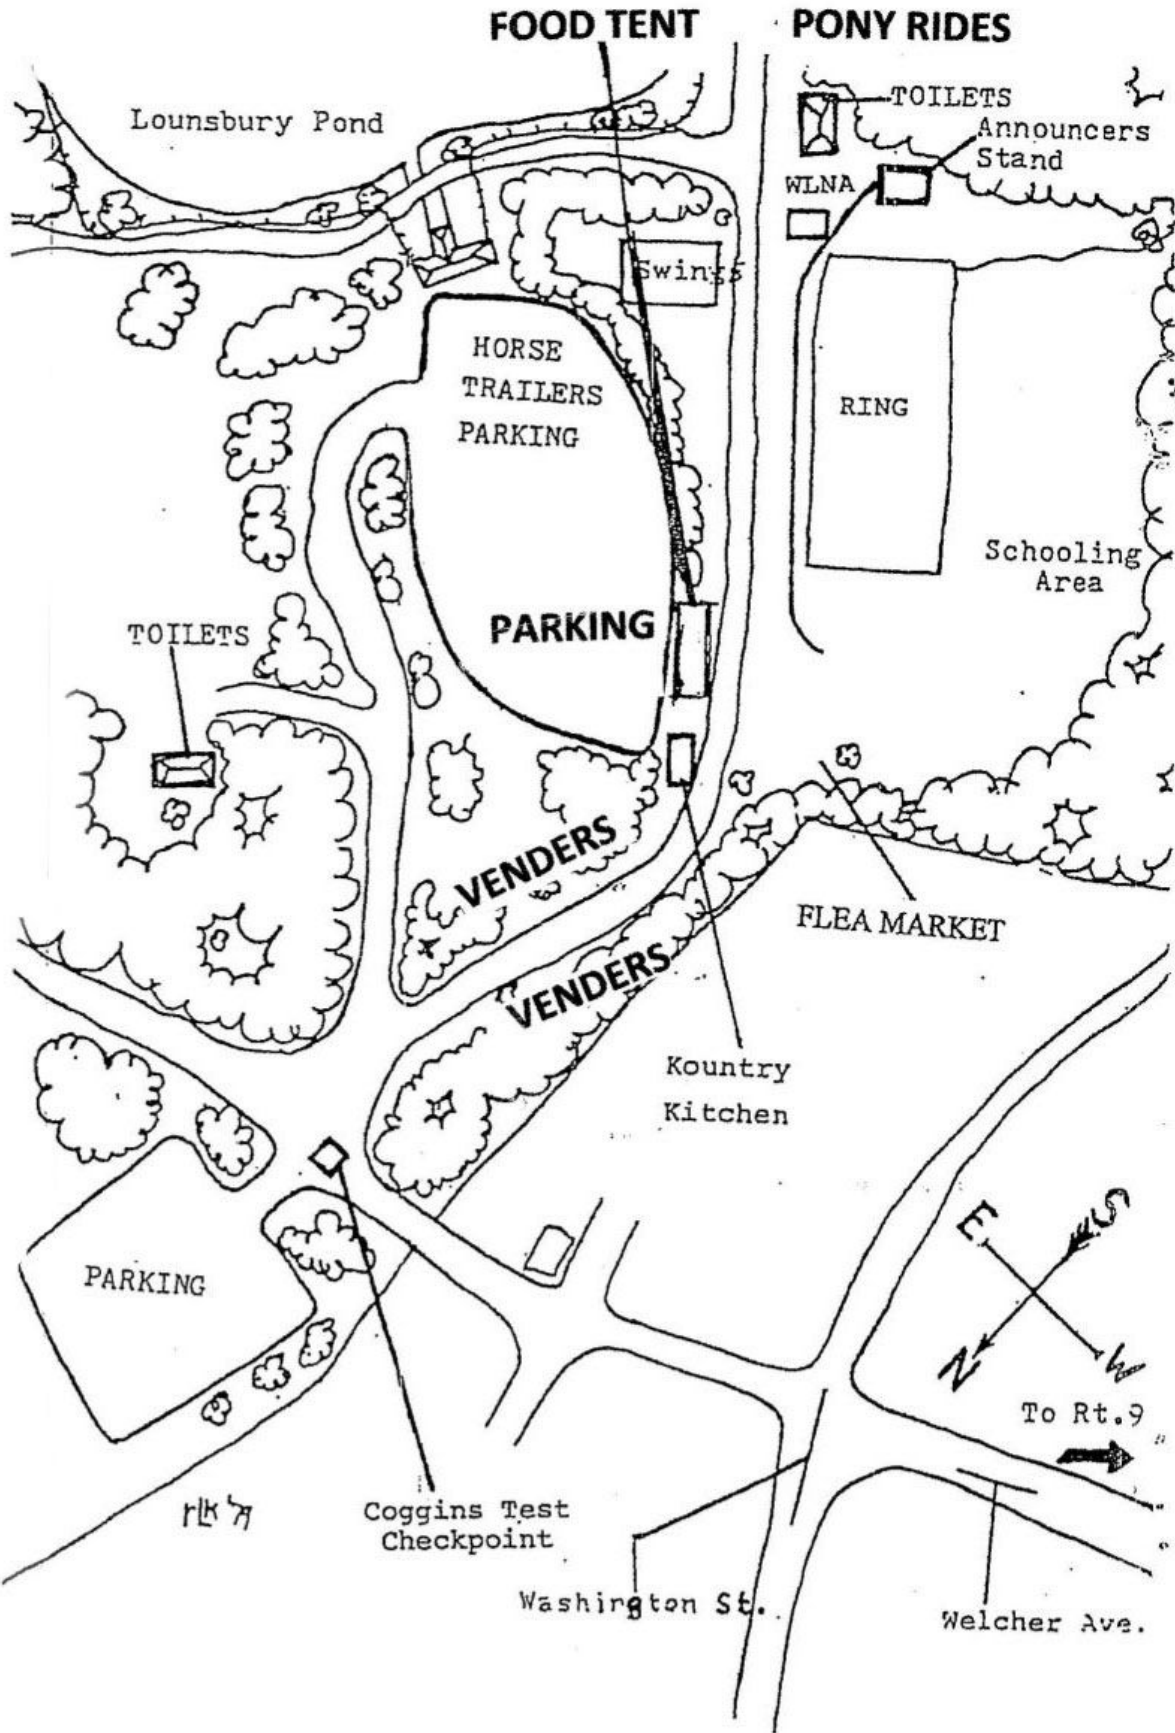 FOOD TENT
PONY RIDES
Lounsbury Pond
TOILETS
Announcers
Stand
WLNA
Swings
HORSE
TRAILERS
PARKING
RING
Schooling
Area
PARKING
TOILETS
VENDERS
FLEA MARKET
VENDERS
Kountry
Kitchen
E
S
N
W
PARKING
To Rt.9
Coggins Test
Checkpoint
Washington St.
Welcher Ave.